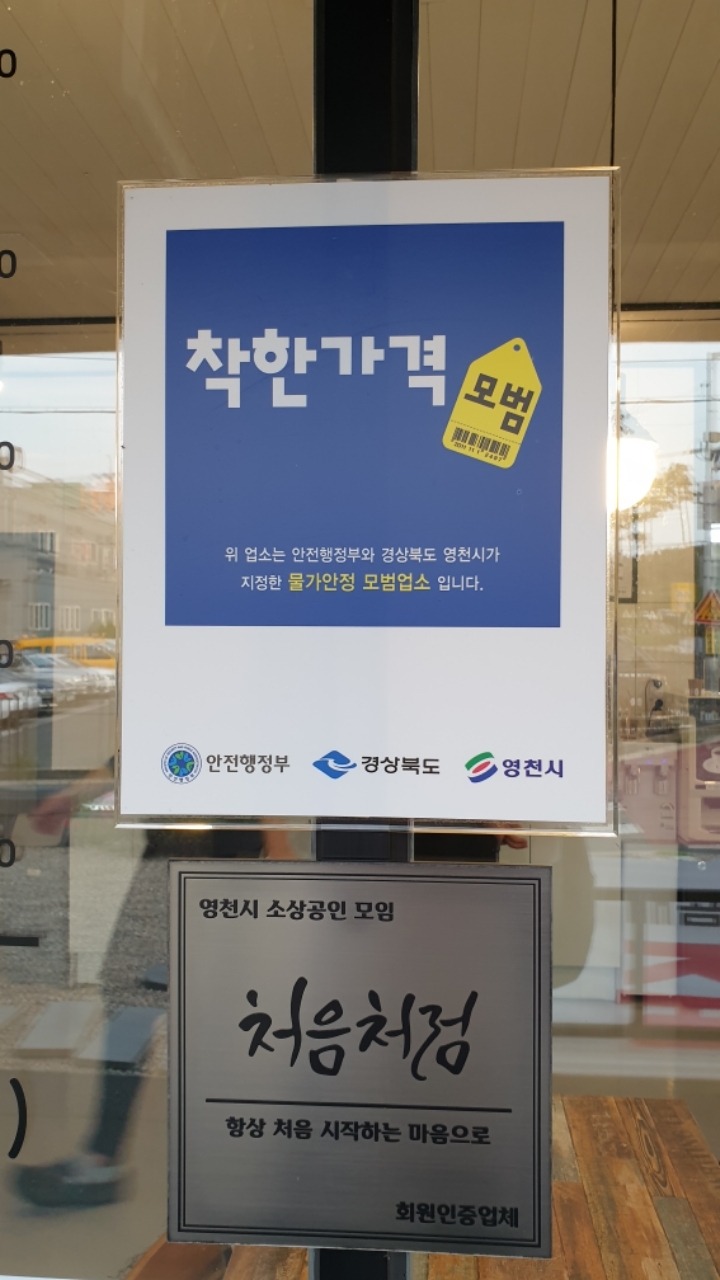 착한가격
모범
위 업소는 안전행정부와 경상북도 영천시가
지정한 물가안정 모범업소 입니다.
안전행정부 경상북도 영천시
영천시 소상공인 모임
처음처럼
항상 처음 시작하는 마음으로
회원인증업체